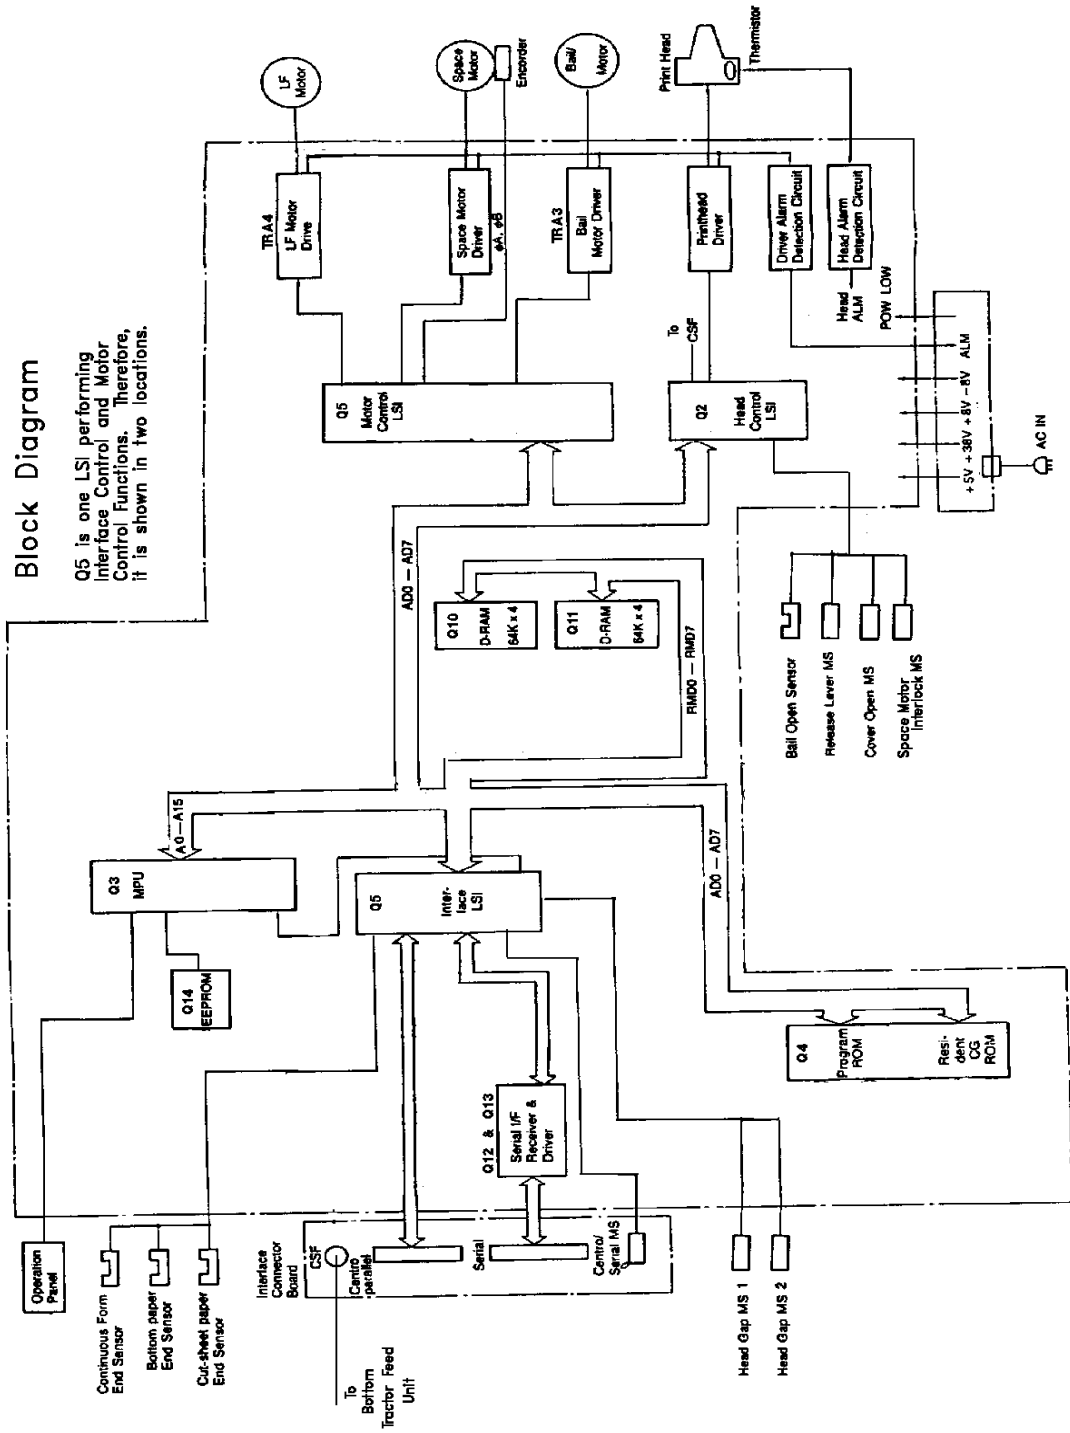 Block Diagram
Q5 is one LSI performing
Interface Control and Motor
Control Functions. Therefore,
it is shown in two locations.
Operation
Panel
Continuous Form
End Sensor
Bottom paper
End Sensor
Cut-sheet paper
End Sensor
Interlace
Connector
Board
CSF
Centro
parallel
Serial
Centro/
Serial MS
To
Bottom
Tractor Feed
Unit
Head Gap MS 1
Head Gap MS 2
Q3
MPU
A0—A15
Q14
EEPROM
Q5
Inter-
lace
LSI
Q12 & Q13
Serial I/F
Receiver &
Driver
Q4
Program
ROM
Resi-
dent
CG
ROM
AD0 — AD7
AD0 — AD7
RMD0 — RMD7
Q10
D-RAM
64K x 4
Q11
D-RAM
64K x 4
Q5
Motor
Control
LSI
Q2
Head
Control
LSI
To
CSF
TRA4
LF Motor
Drive
Space Motor
Driver
øA, øB
TRA3
Bail
Motor Driver
Printhead
Driver
Driver Alarm
Detection Circuit
Head Alarm
Detection Circuit
Head
ALM
LF
Motor
Space
Motor
Encorder
Bail/
Motor
Print Head
Thermistor
Bail Open Sensor
Release Lever MS
Cover Open MS
Space Motor
Interlock MS
+5V +38V +8V -8V ALM
POW LOW
AC IN